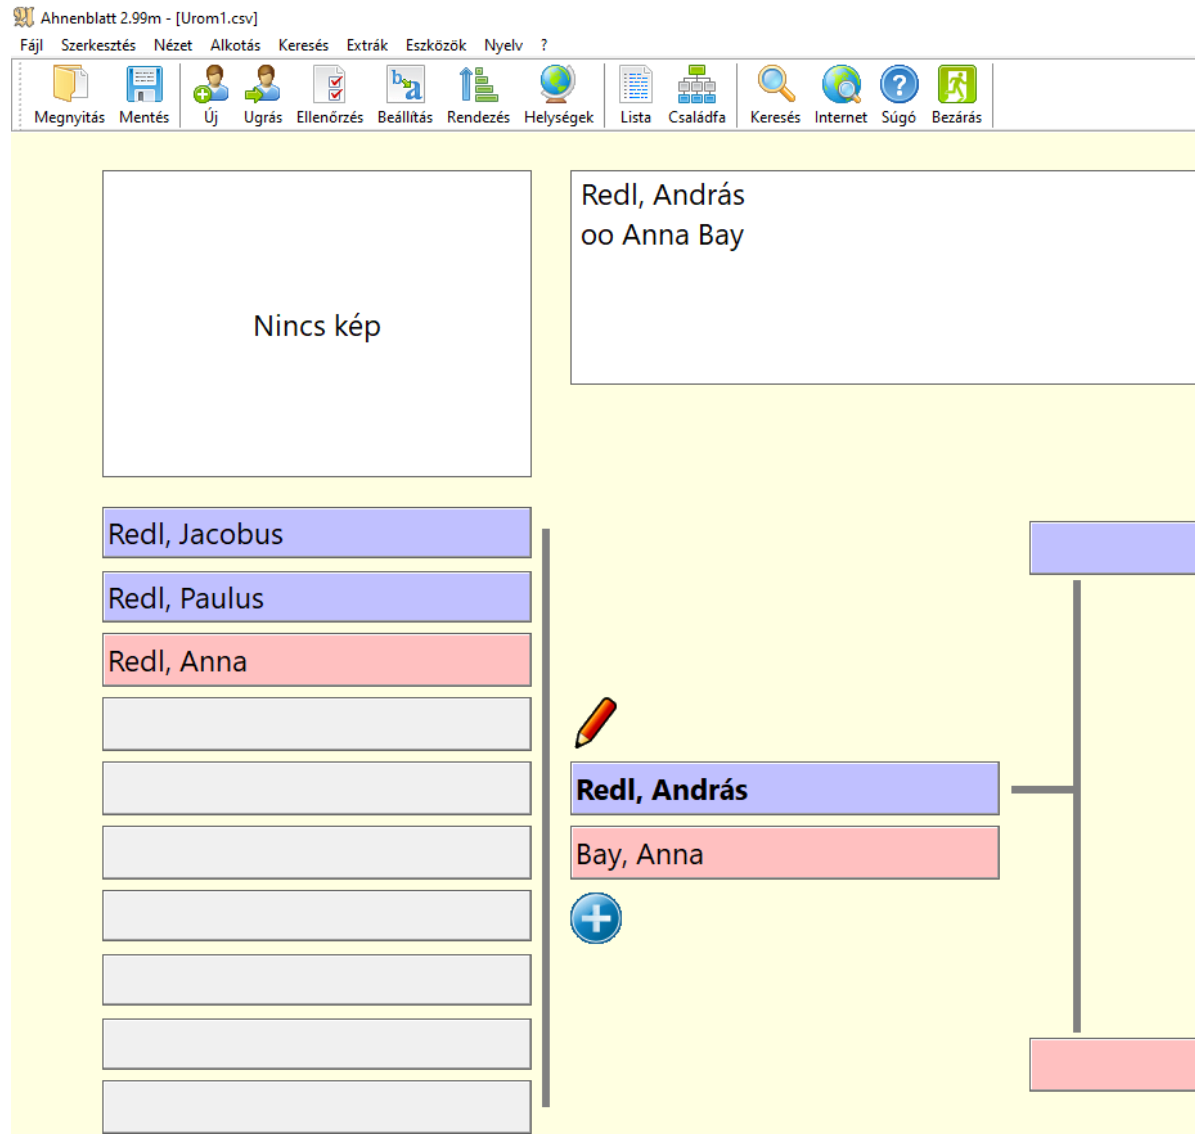 Ahnenblatt 2.99m - [Urom1.csv]
Fájl Szerkesztés Nézet Alkotás Keresés Extrák Eszközök Nyelv ?
Megnyitás Mentés Új Ugrás Ellenőrzés Beállítás Rendezés Helységek Lista Családfa Keresés Internet Súgó Bezárás
Redl, András
oo Anna Bay
Nincs kép
Redl, Jacobus
Redl, Paulus
Redl, Anna
Redl, András
Bay, Anna